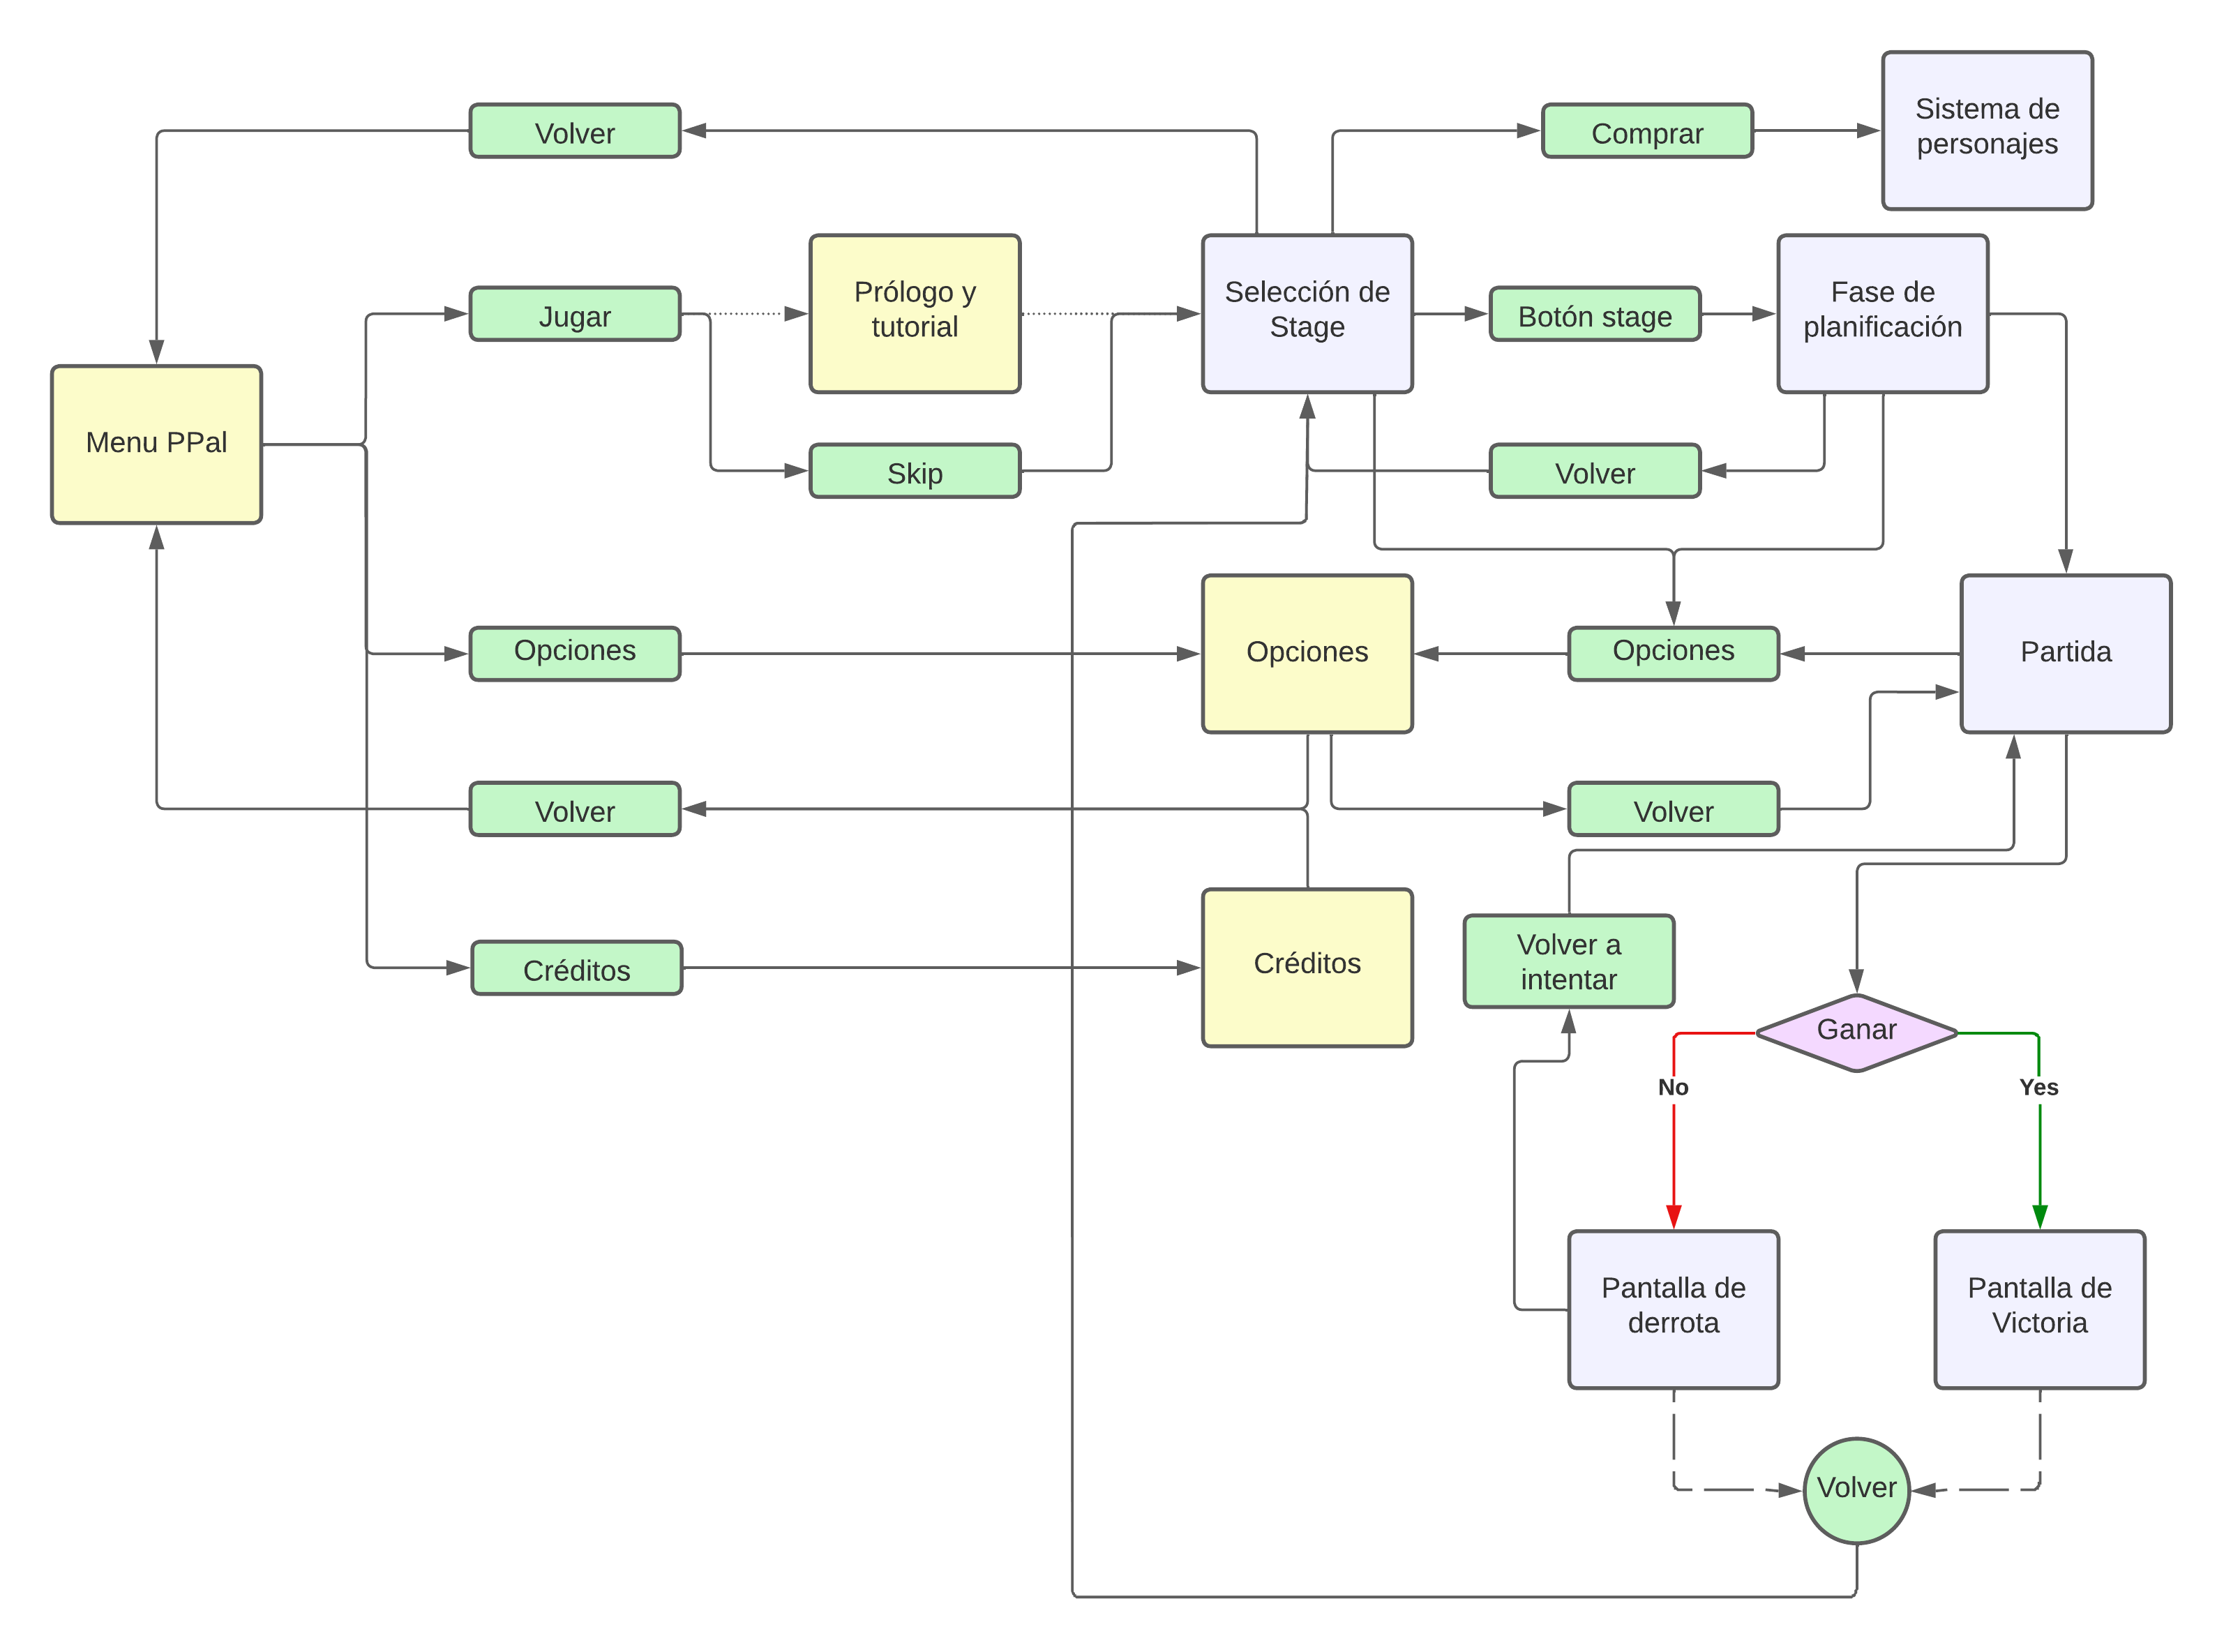 Sistema de
personajes
Volver
Comprar
Prólogo y
tutorial
Selección de
Stage
Fase de
planificación
Jugar
Botón stage
Menu PPal
Skip
Volver
Opciones
Opciones
Opciones
Partida
Volver
Volver
Volver a
intentar
Créditos
Créditos
Ganar
No
Yes
Pantalla de
derrota
Pantalla de
Victoria
Volver